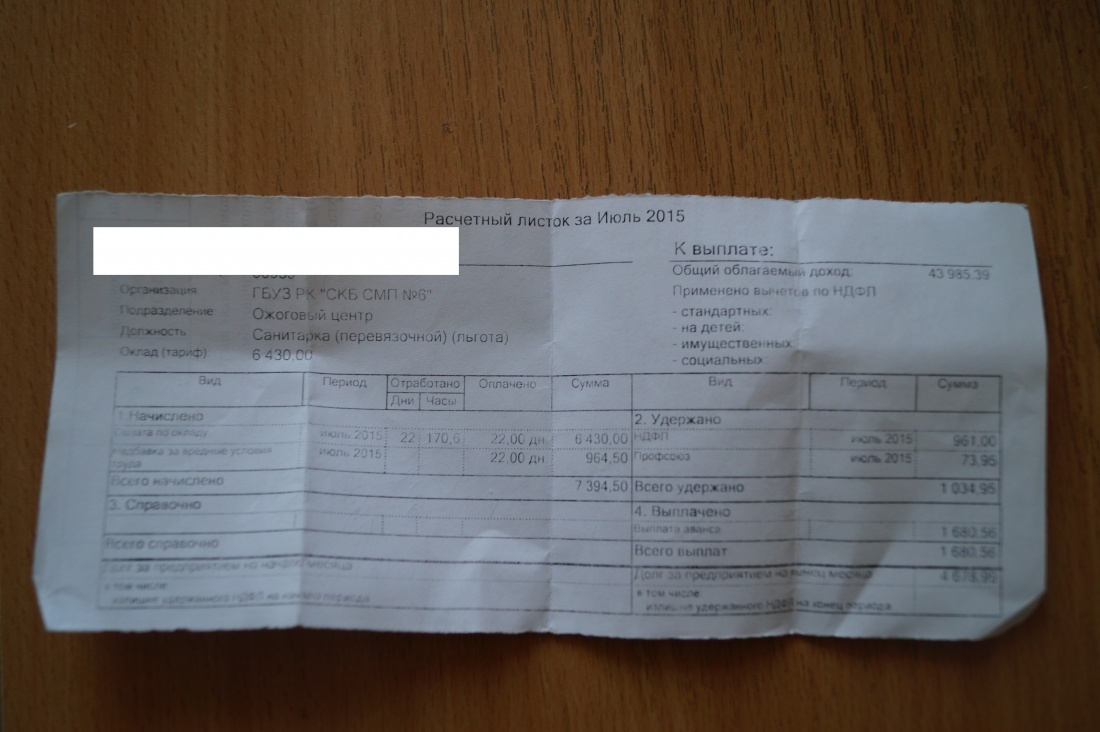 Расчетный листок за Июль 2015
К выплате:
Общий облагаемый доход: 43 985.39
Применено вычетов по НДФЛ
- стандартных:
- на детей:
- имущественных:
- социальных:
Организация ГБУЗ РК "СКБ СМП №6"
Подразделение Ожоговый центр
Должность Санитарка (перевязочной) (льгота)
Оклад (тариф): 6 430,00
Вид Период Отработано Оплачено Сумма Вид Период Сумма
Дни Часы
1. Начислено 2. Удержано
Оплата по окладу июль 2015 22 170,6 22,00 дн. 6 430,00 НДФЛ июль 2015 961,00
Надбавка за вредные условия труда июль 2015 22,00 дн. 964,50 Профсоюз июль 2015 73,95
Всего начислено 7 394,50 Всего удержано 1 034,95
3. Справочно 4. Выплачено
Выплата аванса 1 680,56
Всего справочно Всего выплат 1 680,56
Долг за предприятием на начало месяца Долг за предприятием на конец месяца
в том числе: в том числе:
излишне удержанного НДФЛ на начало периода излишне удержанного НДФЛ на конец периода